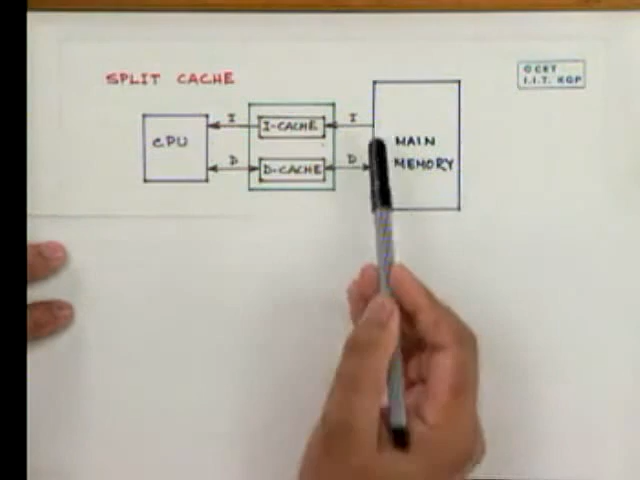 SPLIT CACHE
©CET
I.I.T. KGP
CPU
I
I-CACHE
I
D
D-CACHE
D
MAIN
MEMORY